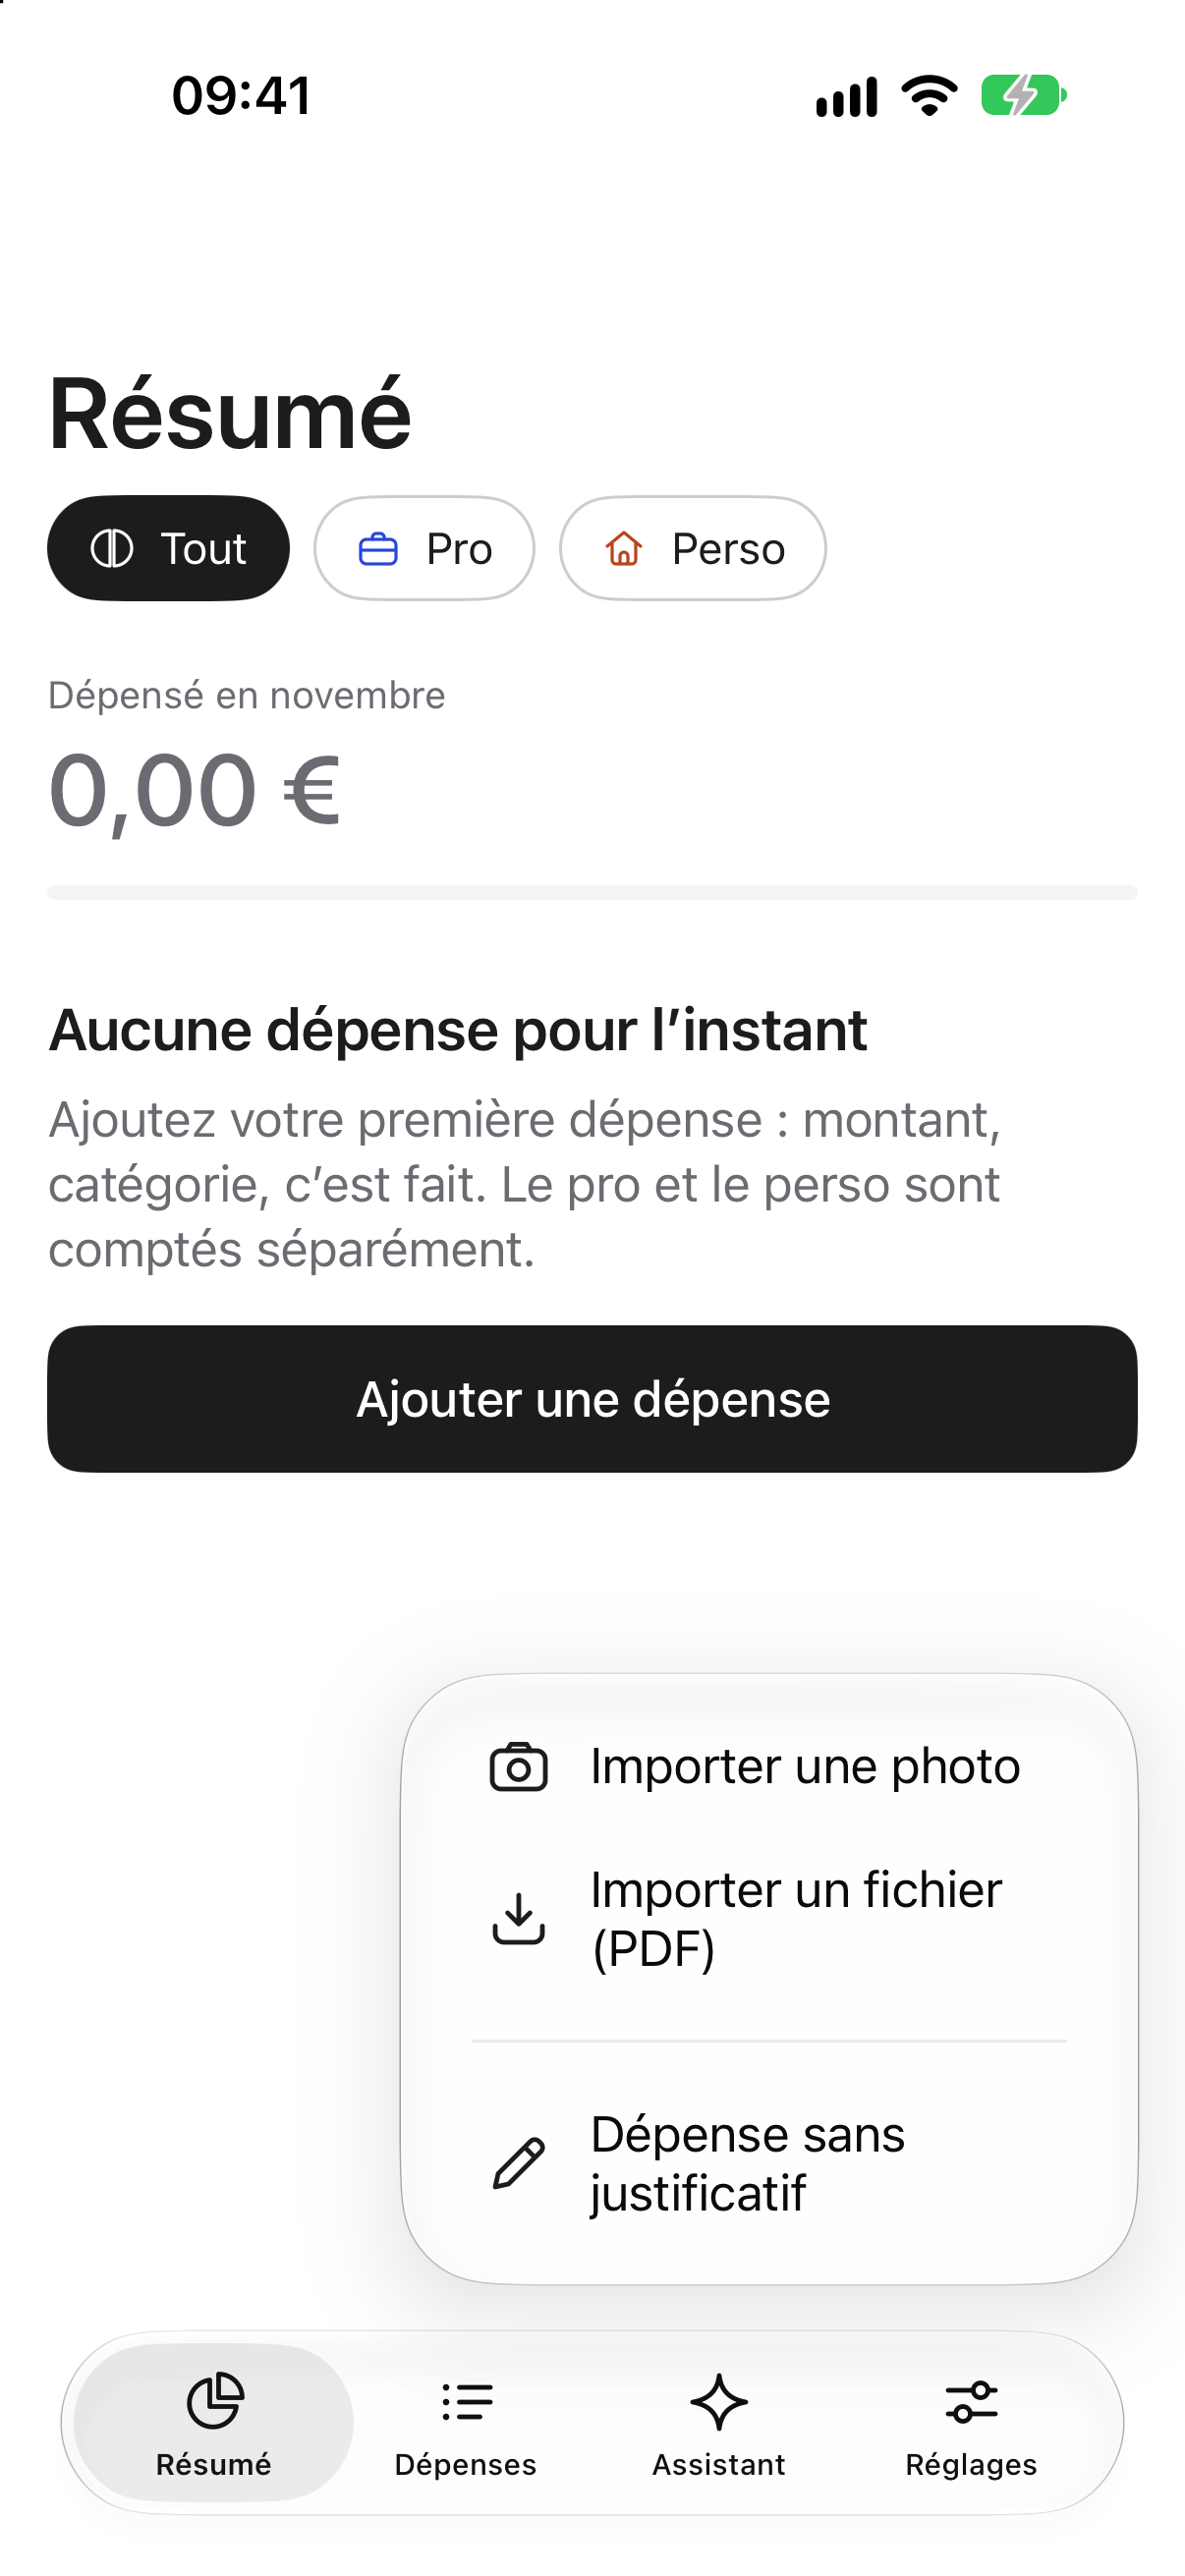 09:41
Résumé
Tout
Pro
Perso
Dépensé en novembre
0,00 €
Aucune dépense pour l’instant
Ajoutez votre première dépense : montant,
catégorie, c’est fait. Le pro et le perso sont
comptés séparément.
Ajouter une dépense
Importer une photo
Importer un fichier
(PDF)
Dépense sans
justificatif
Résumé
Dépenses
Assistant
Réglages